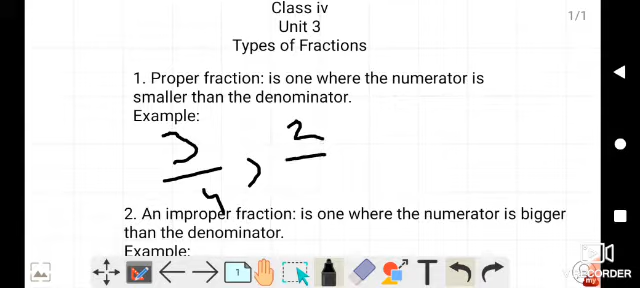 Class iv
1/1
Unit 3
Types of Fractions
1. Proper fraction: is one where the numerator is
smaller than the denominator.
Example:
3/4 , 2/
2. An improper fraction: is one where the numerator is bigger
than the denominator.
Example:
1
T